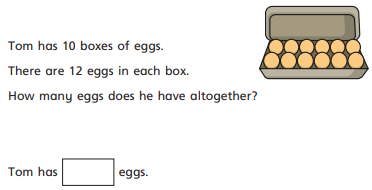 Tom has 10 boxes of eggs.
There are 12 eggs in each box.
How many eggs does he have altogether?
Tom has eggs.